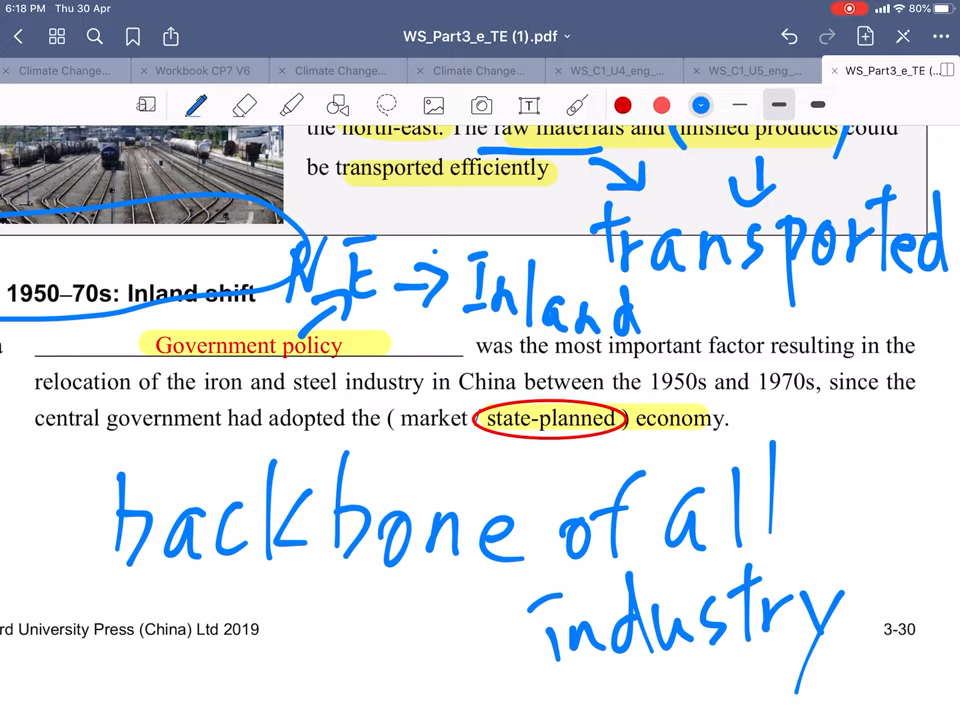 6:18 PM Thu 30 Apr 80%
WS_Part3_e_TE (1).pdf
Climate Change... Workbook CP7 V6 Climate Change... Climate Change... WS_C1_U4_eng_... WS_C1_U5_eng_... WS_Part3_e_TE (...
T
the north-east. The raw materials and finished products could
be transported efficiently
transported
NE → Inland
1950–70s: Inland shift
a Government policy was the most important factor resulting in the
relocation of the iron and steel industry in China between the 1950s and 1970s, since the
central government had adopted the ( market / state-planned ) economy.
backbone of all
industry
rd University Press (China) Ltd 2019 3-30